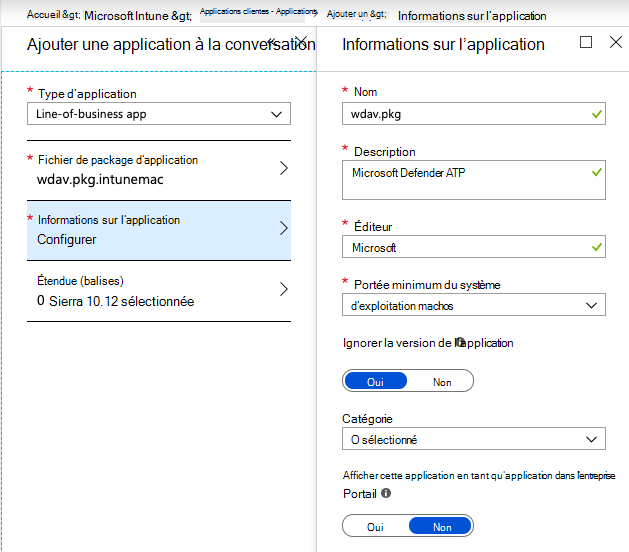 Accueil &gt; Microsoft Intune &gt; Applications clientes - Applications > Ajouter un &gt; Informations sur l'application
Ajouter une application à la conversation
* Type d'application
Line-of-business app
* Fichier de package d'application
wdav.pkg.intunemac
* Informations sur l'application
Configurer
Étendue (balises)
0 Sierra 10.12 sélectionnée
Informations sur l'application
* Nom
wdav.pkg
* Description
Microsoft Defender ATP
* Éditeur
Microsoft
* Portée minimum du système
d'exploitation machos
Ignorer la version de l'application
Oui Non
Catégorie
O sélectionné
Afficher cette application en tant qu'application dans l'entreprise
Portail
Oui Non